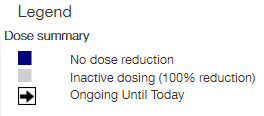 Legend
Dose summary
No dose reduction
Inactive dosing (100% reduction)
Ongoing Until Today